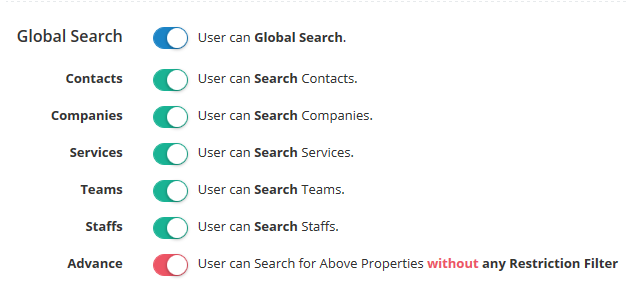 Global Search User can Global Search.
Contacts User can Search Contacts.
Companies User can Search Companies.
Services User can Search Services.
Teams User can Search Teams.
Staffs User can Search Staffs.
Advance User can Search for Above Properties without any Restriction Filter